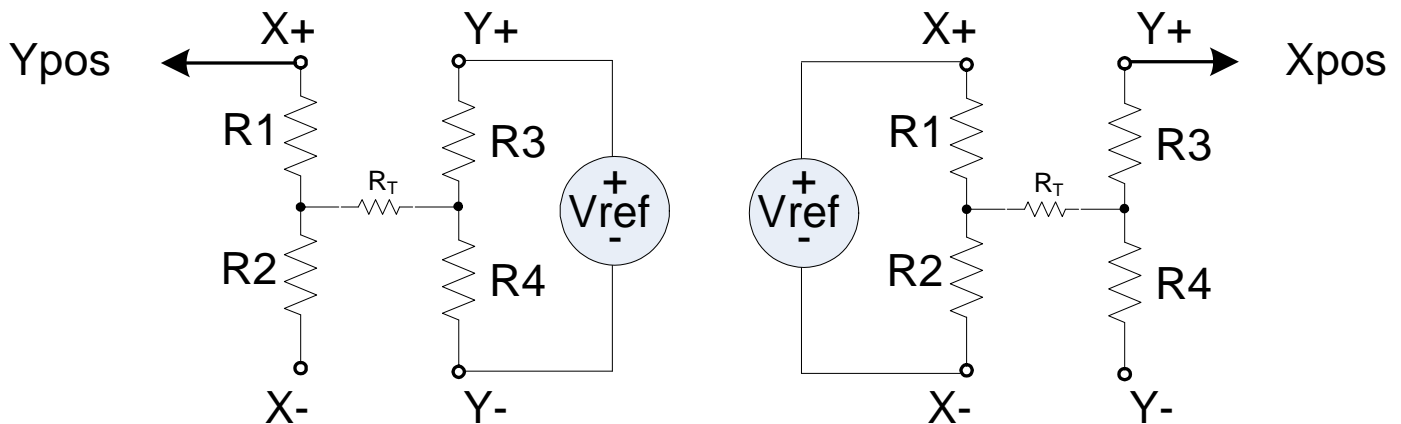 X+ Y+ X+ Y+
Ypos Xpos
R1 R3 R1 R3
RT RT
+ +
Vref Vref
- -
R2 R4 R2 R4
X- Y- X- Y-